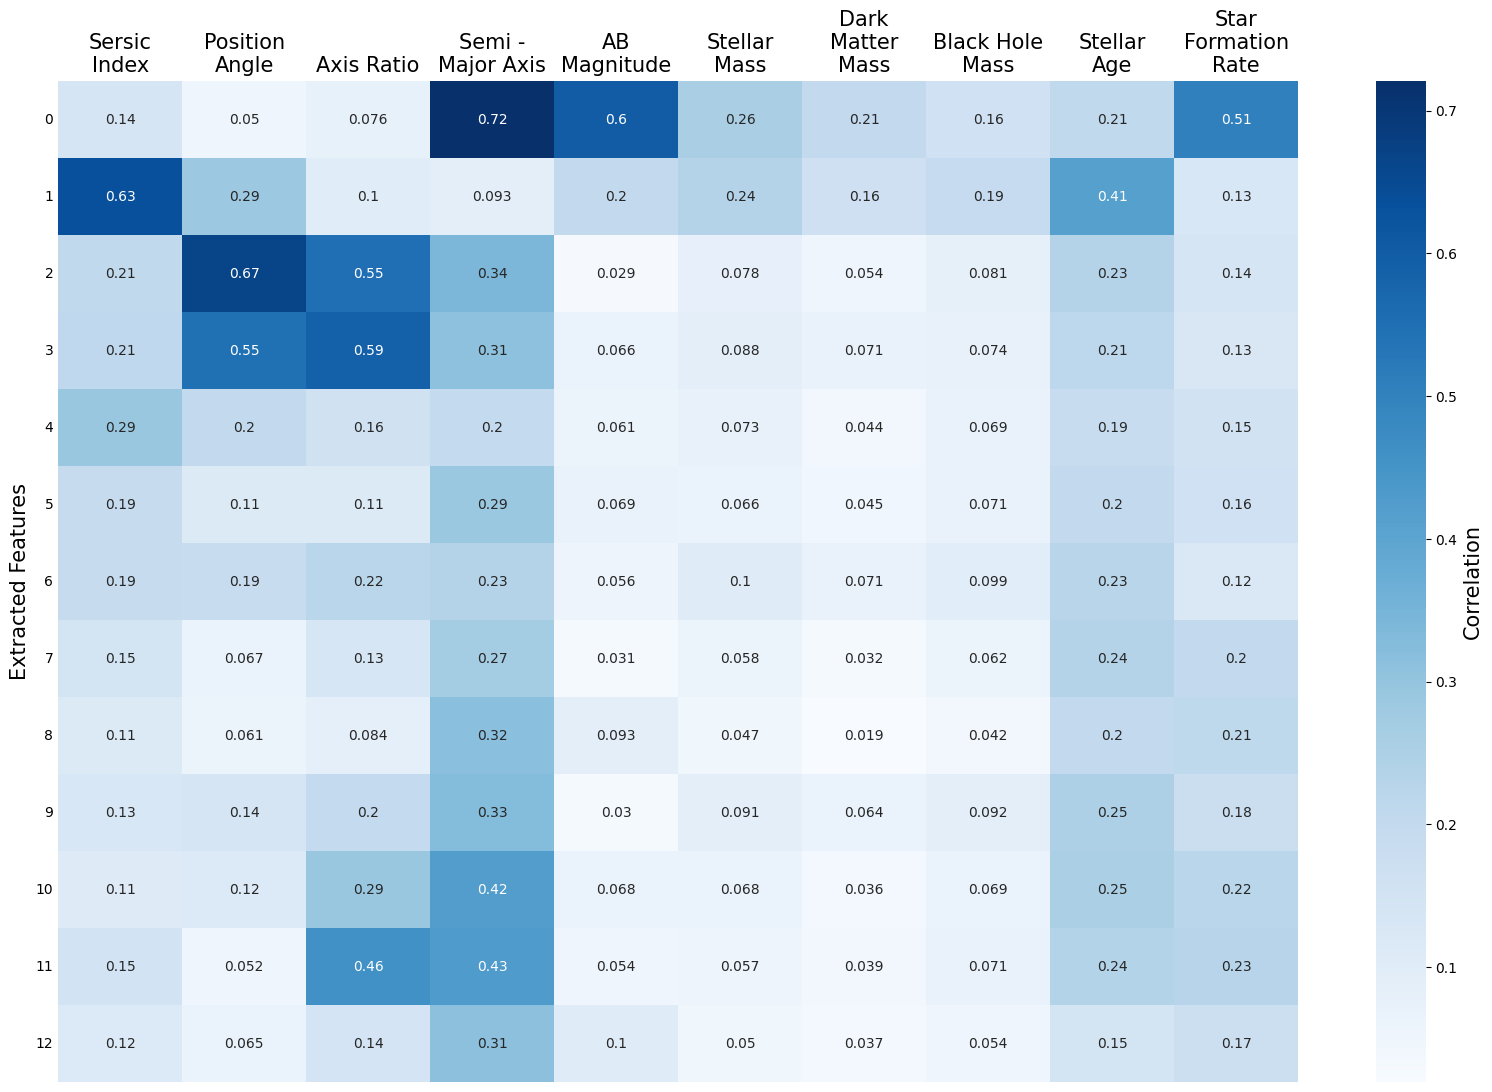 Sersic
Index
Position
Angle
Axis Ratio
Semi -
Major Axis
AB
Magnitude
Stellar
Mass
Dark
Matter
Mass
Black Hole
Mass
Stellar
Age
Star
Formation
Rate
0 0.14 0.05 0.076 0.72 0.6 0.26 0.21 0.16 0.21 0.51
1 0.63 0.29 0.1 0.093 0.2 0.24 0.16 0.19 0.41 0.13
2 0.21 0.67 0.55 0.34 0.029 0.078 0.054 0.081 0.23 0.14
3 0.21 0.55 0.59 0.31 0.066 0.088 0.071 0.074 0.21 0.13
4 0.29 0.2 0.16 0.2 0.061 0.073 0.044 0.069 0.19 0.15
5 0.19 0.11 0.11 0.29 0.069 0.066 0.045 0.071 0.2 0.16
6 0.19 0.19 0.22 0.23 0.056 0.1 0.071 0.099 0.23 0.12
7 0.15 0.067 0.13 0.27 0.031 0.058 0.032 0.062 0.24 0.2
8 0.11 0.061 0.084 0.32 0.093 0.047 0.019 0.042 0.2 0.21
9 0.13 0.14 0.2 0.33 0.03 0.091 0.064 0.092 0.25 0.18
10 0.11 0.12 0.29 0.42 0.068 0.068 0.036 0.069 0.25 0.22
11 0.15 0.052 0.46 0.43 0.054 0.057 0.039 0.071 0.24 0.23
12 0.12 0.065 0.14 0.31 0.1 0.05 0.037 0.054 0.15 0.17
Extracted Features
0.7
0.6
0.5
0.4
0.3
0.2
0.1
Correlation